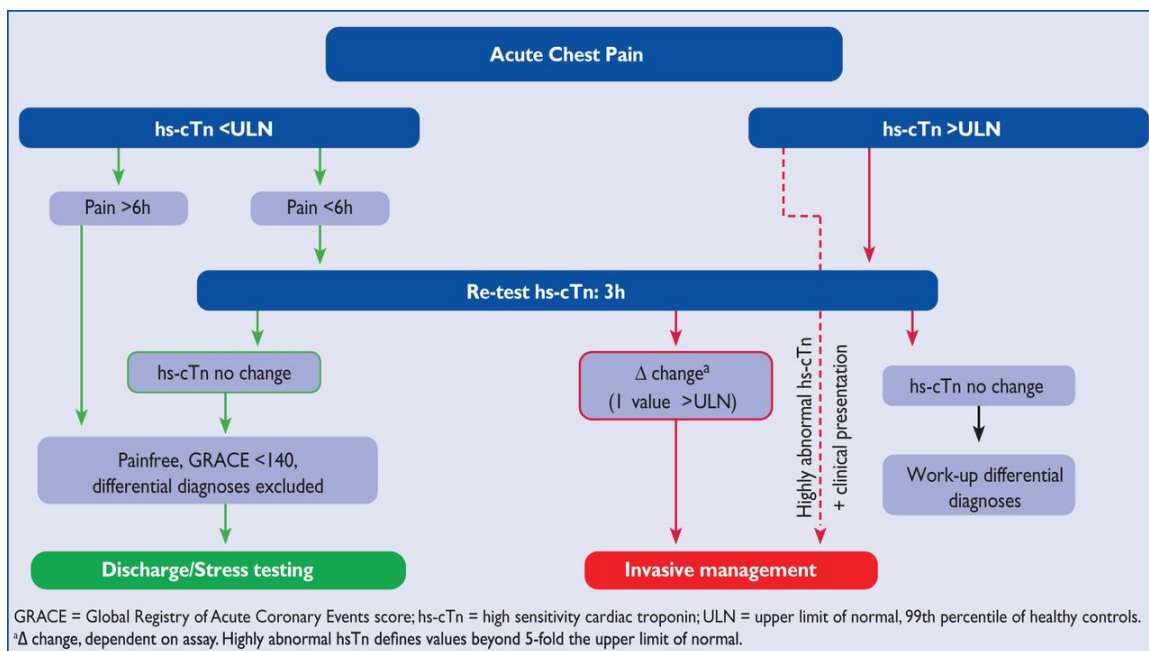 Acute Chest Pain
hs-cTn <ULN
hs-cTn >ULN
Pain >6h
Pain <6h
Re-test hs-cTn: 3h
hs-cTn no change
Δ changeᵃ
(1 value >ULN)
Highly abnormal hs-cTn
+ clinical presentation
hs-cTn no change
Painfree, GRACE <140,
differential diagnoses excluded
Work-up differential
diagnoses
Discharge/Stress testing
Invasive management
GRACE = Global Registry of Acute Coronary Events score; hs-cTn = high sensitivity cardiac troponin; ULN = upper limit of normal, 99th percentile of healthy controls.
ᵃΔ change, dependent on assay. Highly abnormal hsTn defines values beyond 5-fold the upper limit of normal.